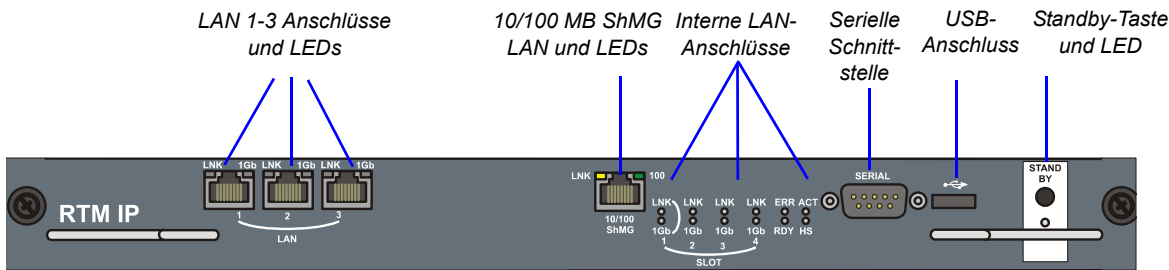 LAN 1-3 Anschlüsse
und LEDs
10/100 MB ShMG
LAN und LEDs
Interne LAN-
Anschlüsse
Serielle
Schnitt-
stelle
USB-
Anschluss
Standby-Taste
und LED
LNK 1Gb LNK 1Gb LNK 1Gb
LNK 100
SERIAL
STAND
BY
RTM IP
1 2 3
LAN
10/100
ShMG
LNK LNK LNK LNK ERR ACT
1Gb 1Gb 1Gb 1Gb RDY HS
1 2 3 4
SLOT